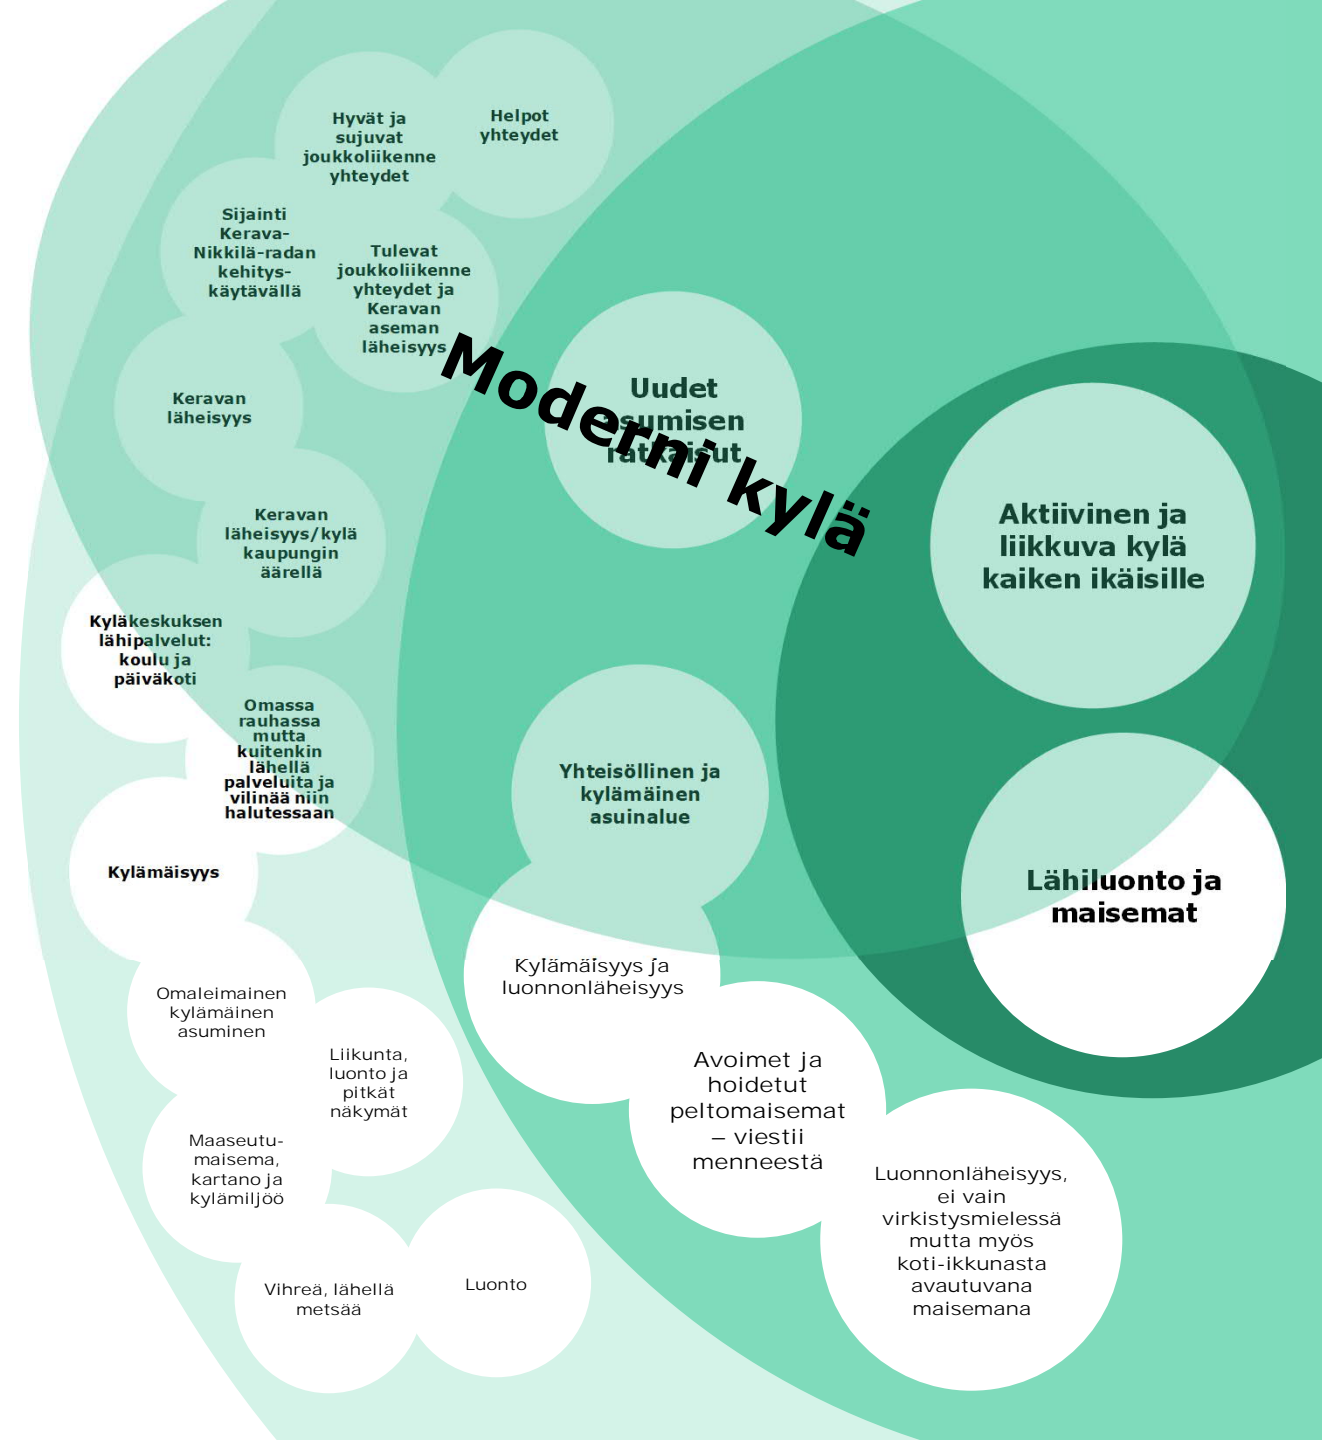 Hyvät ja
sujuvat
joukkoliikenne
yhteydet
Helpot
yhteydet
Sijainti
Kerava-
Nikkilä-radan
kehitys-
käytävällä
Tulevat
joukkoliikenne
yhteydet ja
Keravan
aseman
läheisyys
Keravan
läheisyys
Moderni kylä
Uudet
asumisen
ratkaisut
Aktiivinen ja
liikkuva kylä
kaiken ikäisille
Keravan
läheisyys/kylä
kaupungin
äärellä
Kyläkeskuksen
lähipalvelut:
koulu ja
päiväkoti
Omassa
rauhassa
mutta
kuitenkin
lähellä
palveluita ja
vilinää niin
halutessaan
Yhteisöllinen ja
kylämäinen
asuinalue
Lähiluonto ja
maisemat
Kylämäisyys
Kylämäisyys ja
luonnonläheisyys
Omaleimainen
kylämäinen
asuminen
Liikunta,
luonto ja
pitkät
näkymät
Avoimet ja
hoidetut
peltomaisemat
– viestii
menneestä
Maaseutu-
maisema,
kartano ja
kylämiljöö
Luonnonläheisyys,
ei vain
virkistysmielessä
mutta myös
koti-ikkunasta
avautuvana
maisemana
Vihreä, lähellä
metsää
Luonto